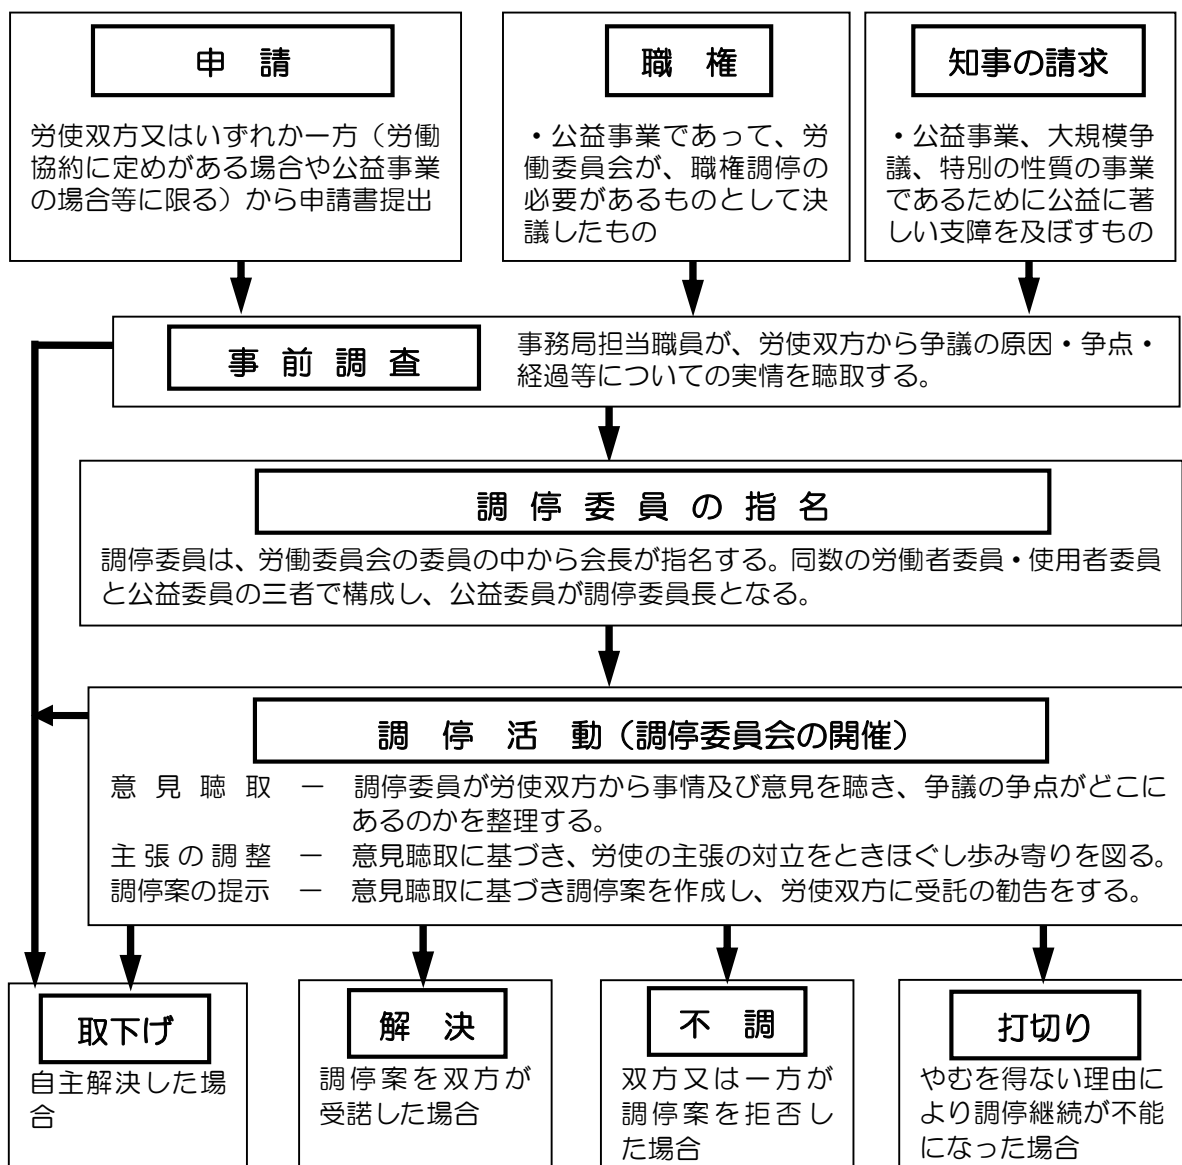 申　請
労使双方又はいずれか一方（労働
協約に定めがある場合や公益事業
の場合等に限る）から申請書提出
職　権
・公益事業であって、労
働委員会が、職権調停の
必要があるものとして決
議したもの
知事の請求
・公益事業、大規模争
議、特別の性質の事業
であるために公益に著
しい支障を及ぼすもの
事 前 調 査
事務局担当職員が、労使双方から争議の原因・争点・
経過等についての実情を聴取する。
調 停 委 員 の 指 名
調停委員は、労働委員会の委員の中から会長が指名する。同数の労働者委員・使用者委員
と公益委員の三者で構成し、公益委員が調停委員長となる。
調　停　活　動（調停委員会の開催）
意 見 聴 取　－　調停委員が労使双方から事情及び意見を聴き、争議の争点がどこに
あるのかを整理する。
主 張 の 調 整　－　意見聴取に基づき、労使の主張の対立をときほぐし歩み寄りを図る。
調停案の提示　－　意見聴取に基づき調停案を作成し、労使双方に受託の勧告をする。
取下げ
自主解決した場
合
解　決
調停案を双方が
受諾した場合
不　調
双方又は一方が
調停案を拒否し
た場合
打切り
やむを得ない理由に
より調停継続が不能
になった場合